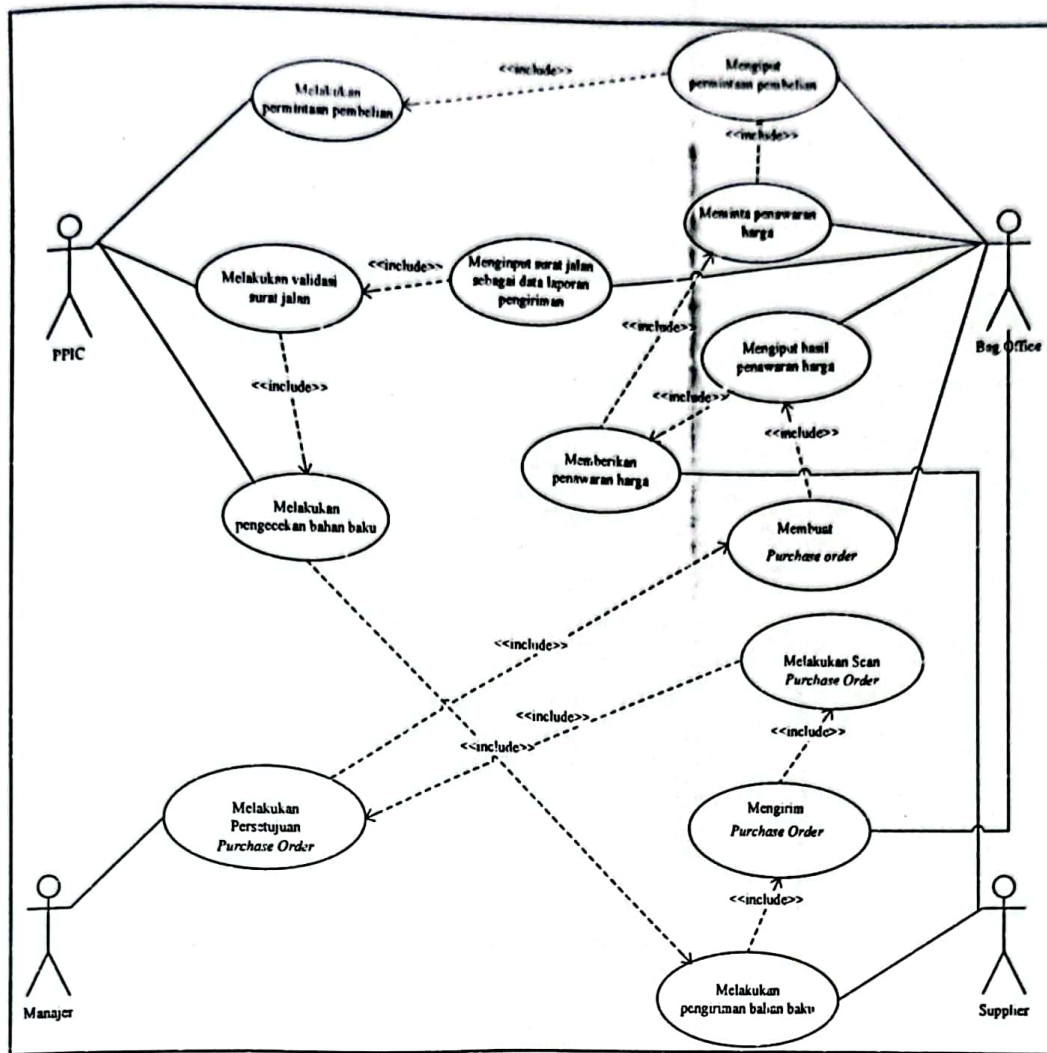 Melakukan
permintaan pembelian
<<include>>
Mengiput
permintaan pembelian
<<include>>
Meminta penawaran
harga
PPIC
Melakukan validasi
surat jalan
<<include>>
Menginput surat jalan
sebagai data laporan
pengiriman
Bag Office
<<include>>
<<include>>
Mengiput hasil
penawaran harga
<<include>>
<<include>>
Memberikan
penawaran harga
Melakukan
pengecekan bahan baku
Membuat
Purchase order
<<include>>
Melakukan Scan
Purchase Order
<<include>>
<<include>>
<<include>>
Melakukan
Persetujuan
Purchase Order
Mengirim
Purchase Order
<<include>>
Manajer
Melakukan
pengiriman bahan baku
Supplier